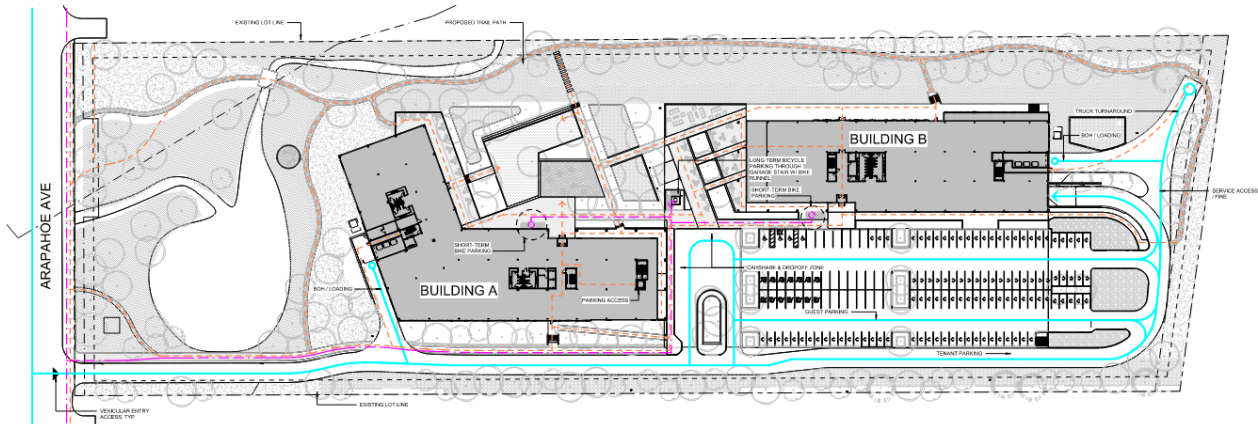 EXISTING LOT LINE
PROPOSED TRAIL PATH
TRUCK TURNAROUND
BOH / LOADING
BUILDING B
LONG TERM BICYCLE
PARKING THROUGH
GARAGE STAIR W/ BIKE
RUNNEL
SHORT-TERM BIKE
PARKING
SERVICE ACCESS
/ FIRE
ARAPAHOE AVE
SHORT-TERM
BIKE PARKING
CARSHARE & DROPOFF ZONE
BOH / LOADING
BUILDING A
PARKING ACCESS
GUEST PARKING
TENANT PARKING
EXISTING LOT LINE
VEHICULAR ENTRY
ACCESS, TYP